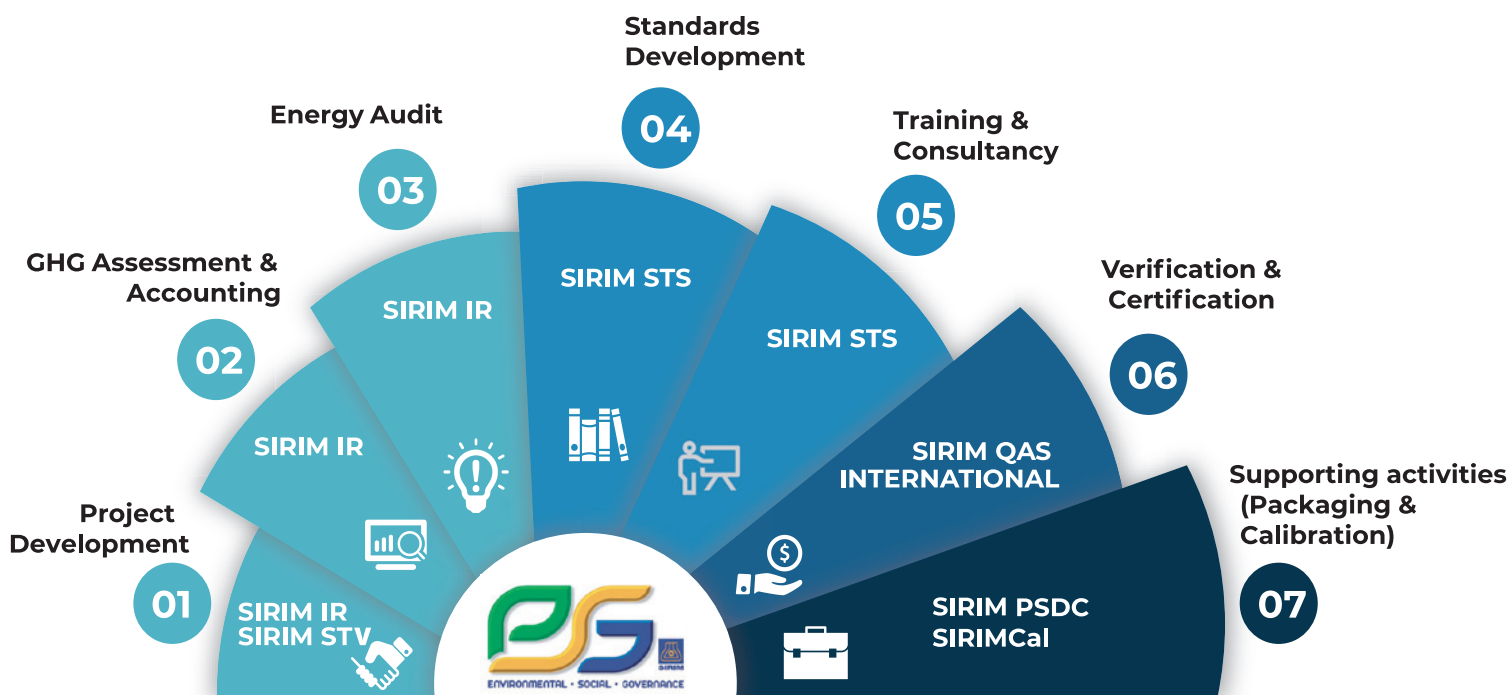 Project
Development
01
SIRIM IR
SIRIM STV
GHG Assessment &
Accounting
02
SIRIM IR
Energy Audit
03
SIRIM IR
Standards
Development
04
SIRIM STS
Training &
Consultancy
05
SIRIM STS
Verification &
Certification
06
SIRIM QAS
INTERNATIONAL
Supporting activities
(Packaging &
Calibration)
07
SIRIM PSDC
SIRIMCal
$
ESG
SIRIM
ENVIRONMENTAL • SOCIAL • GOVERNANCE